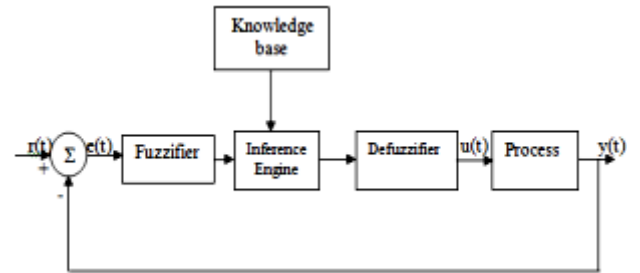 Knowledge
base
r(t) Σ e(t) Fuzzifier Inference
Engine Defuzzifier u(t) Process y(t)
+
-